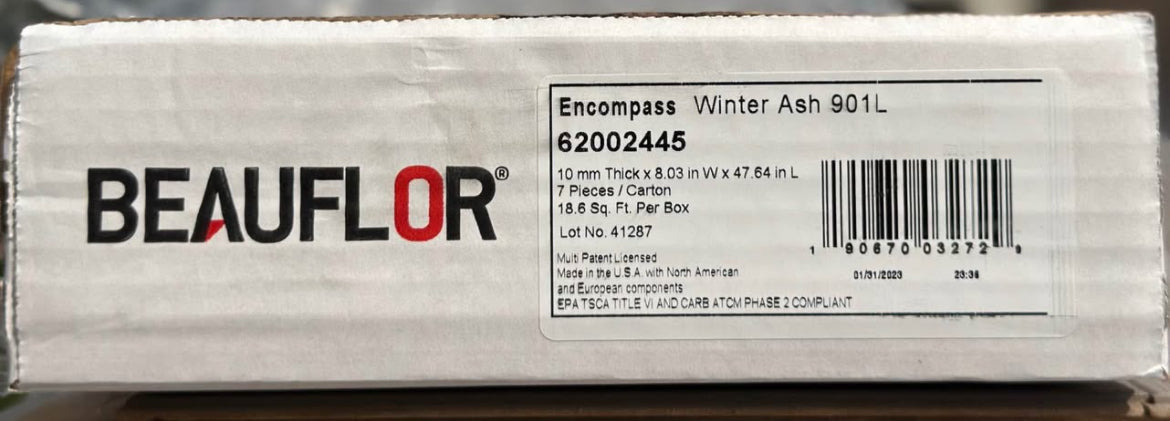 BEAUFLOR®
Encompass Winter Ash 901L
62002445
10 mm Thick x 8.03 in W x 47.64 in L
7 Pieces / Carton
18.6 Sq. Ft. Per Box
Lot No. 41287
Multi Patent Licensed
Made in the U.S.A. with North American
and European components
EPA TSCA TITLE VI AND CARB ATCM PHASE 2 COMPLIANT
1 90670 03272 9
01/31/2023 23:36